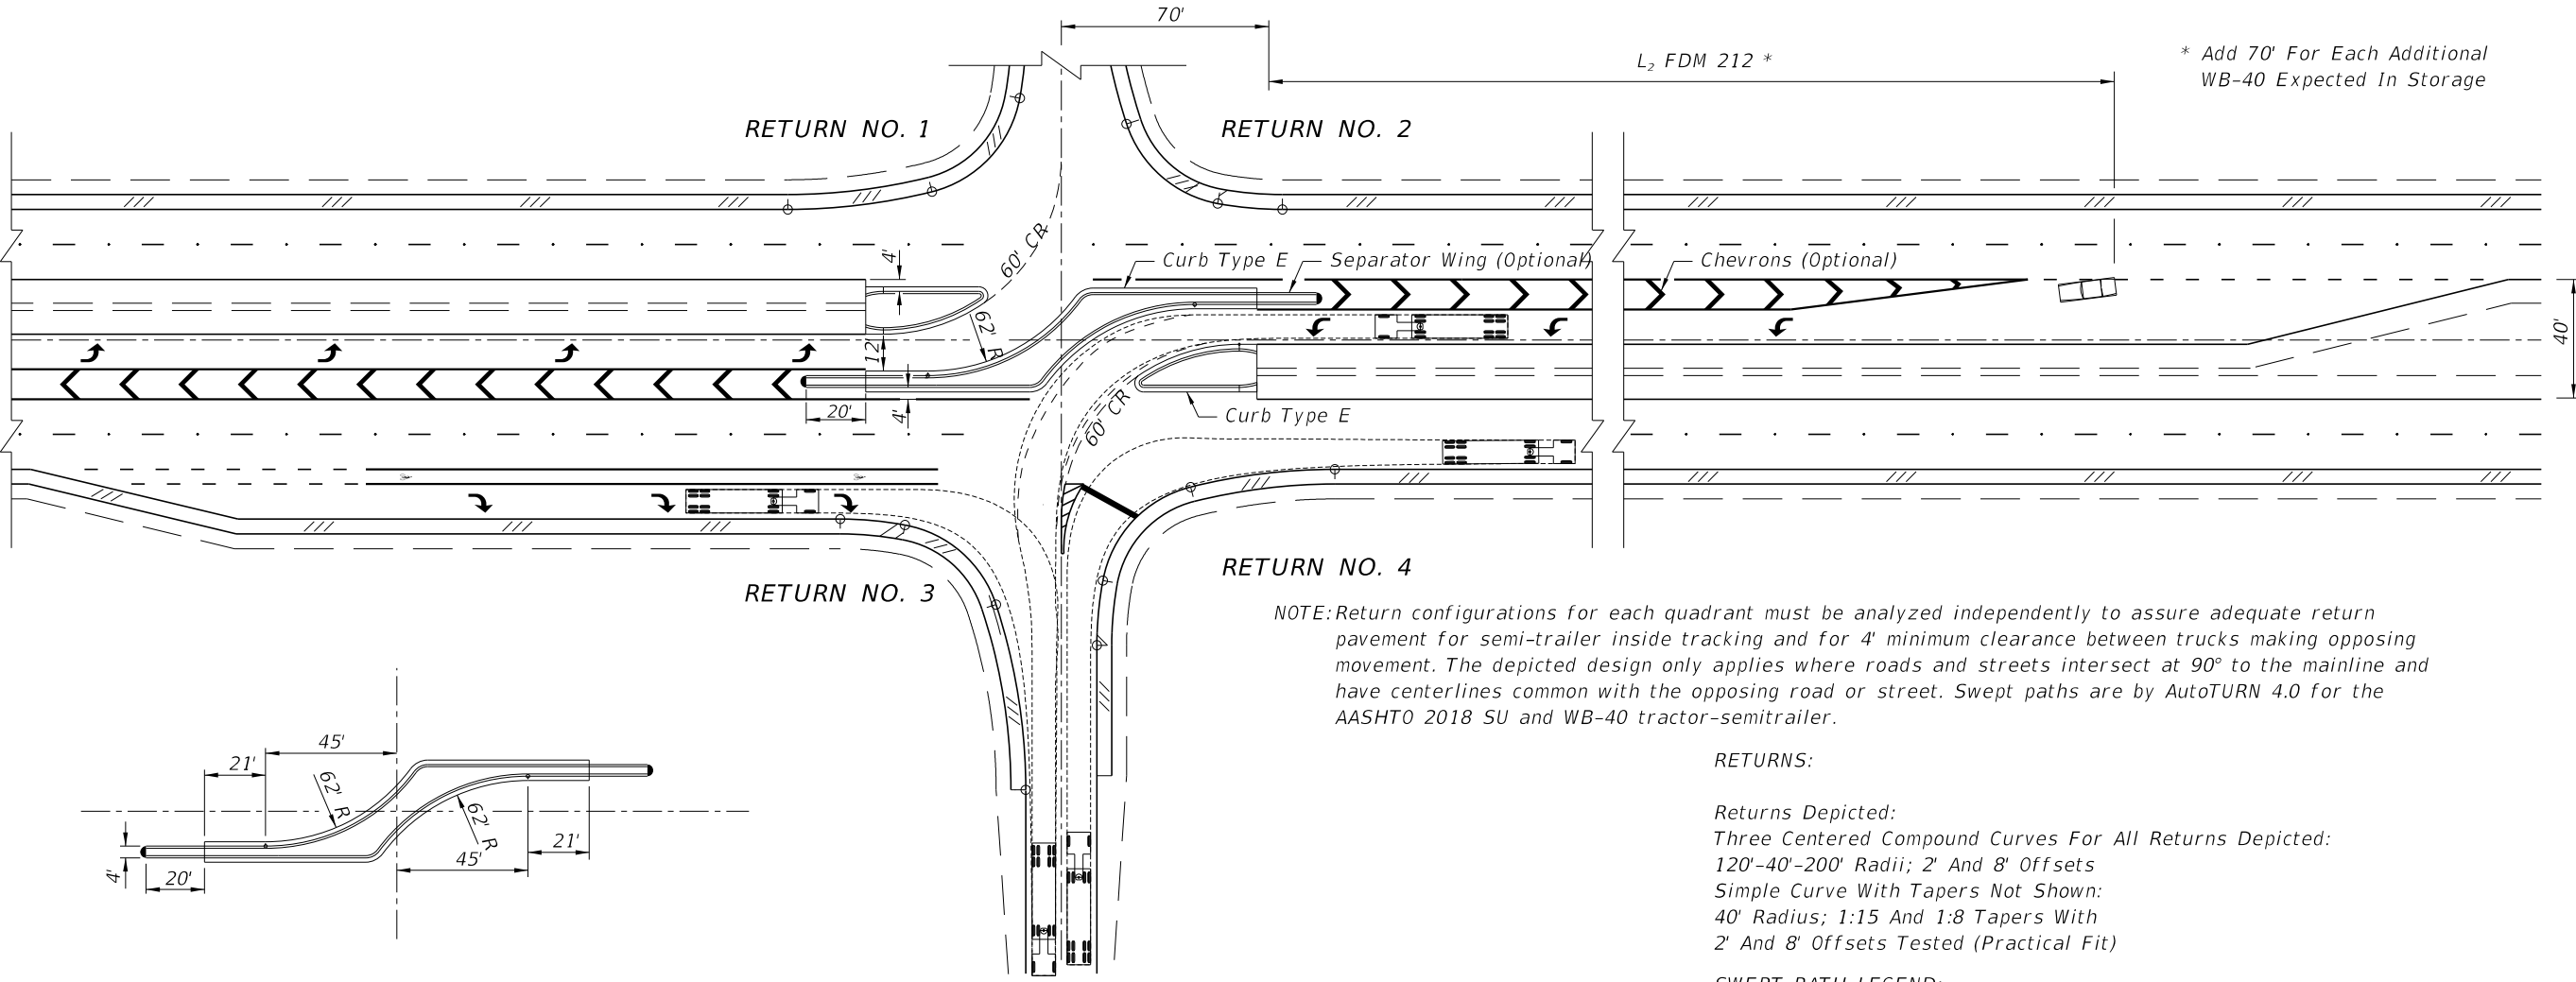 70'
L₂ FDM 212 *
* Add 70' For Each Additional
WB-40 Expected In Storage
RETURN NO. 1
RETURN NO. 2
60' CR
4'
Curb Type E
Separator Wing (Optional)
Chevrons (Optional)
62' R
12'
40'
20'
4'
60' CR
Curb Type E
RETURN NO. 3
RETURN NO. 4
NOTE: Return configurations for each quadrant must be analyzed independently to assure adequate return
pavement for semi-trailer inside tracking and for 4' minimum clearance between trucks making opposing
movement. The depicted design only applies where roads and streets intersect at 90° to the mainline and
have centerlines common with the opposing road or street. Swept paths are by AutoTURN 4.0 for the
AASHTO 2018 SU and WB-40 tractor-semitrailer.
45'
21'
62' R
62' R
21'
45'
4'
20'
RETURNS:
Returns Depicted:
Three Centered Compound Curves For All Returns Depicted:
120'-40'-200' Radii; 2' And 8' Offsets
Simple Curve With Tapers Not Shown:
40' Radius; 1:15 And 1:8 Tapers With
2' And 8' Offsets Tested (Practical Fit)
SWEPT PATH LEGEND: